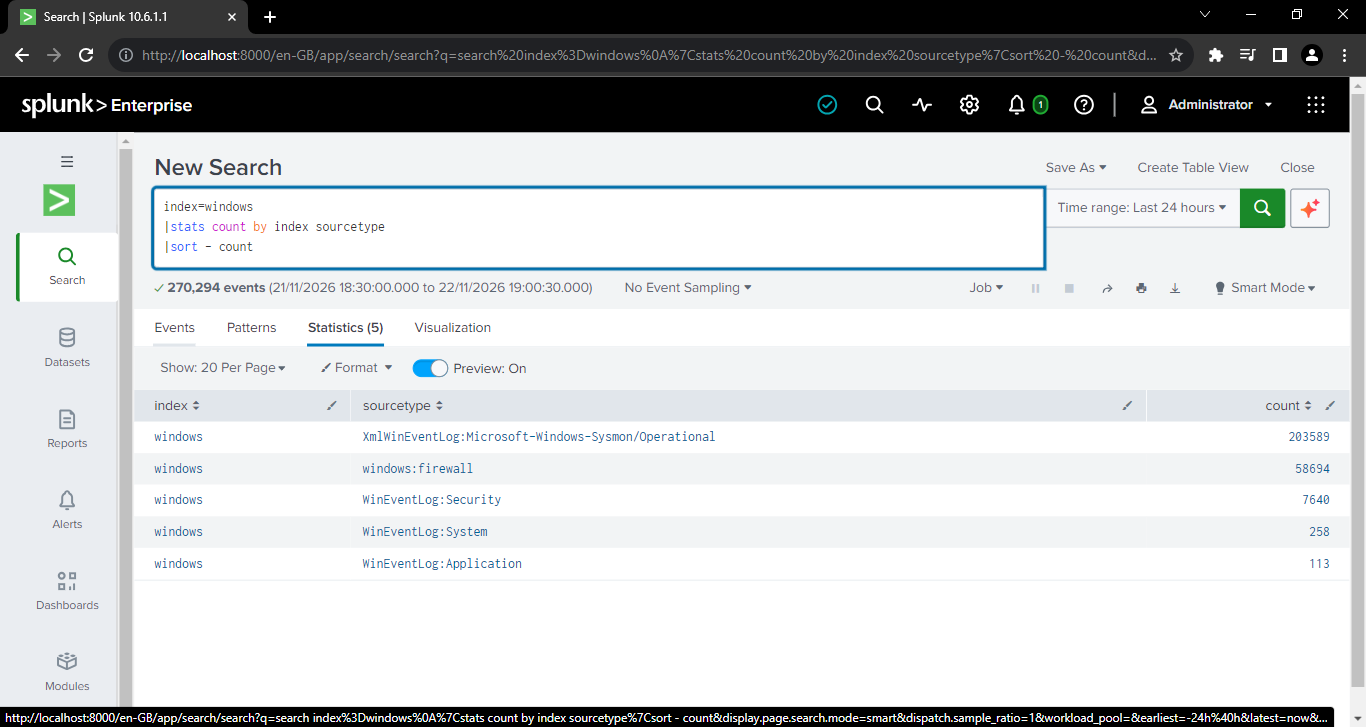 Search | Splunk 10.6.1.1
http://localhost:8000/en-GB/app/search/search?q=search%20index%3Dwindows%0A%7Cstats%20count%20by%20index%20sourcetype%7Csort%20-%20count&d...
splunk> Enterprise
1
Administrator
New Search
Save As
Create Table View
Close
index=windows
|stats count by index sourcetype
|sort - count
Time range: Last 24 hours
270,294 events (21/11/2026 18:30:00.000 to 22/11/2026 19:00:30.000)
No Event Sampling
Job
Smart Mode
Search
Datasets
Reports
Alerts
Dashboards
Modules
Events
Patterns
Statistics (5)
Visualization
Show: 20 Per Page
Format
Preview: On
index sourcetype count
windows XmlWinEventLog:Microsoft-Windows-Sysmon/Operational 203589
windows windows:firewall 58694
windows WinEventLog:Security 7640
windows WinEventLog:System 258
windows WinEventLog:Application 113
http://localhost:8000/en-GB/app/search/search?q=search index%3Dwindows%0A%7Cstats count by index sourcetype%7Csort - count&display.page.search.mode=smart&dispatch.sample_ratio=1&workload_pool=&earliest=-24h%40h&latest=now&...